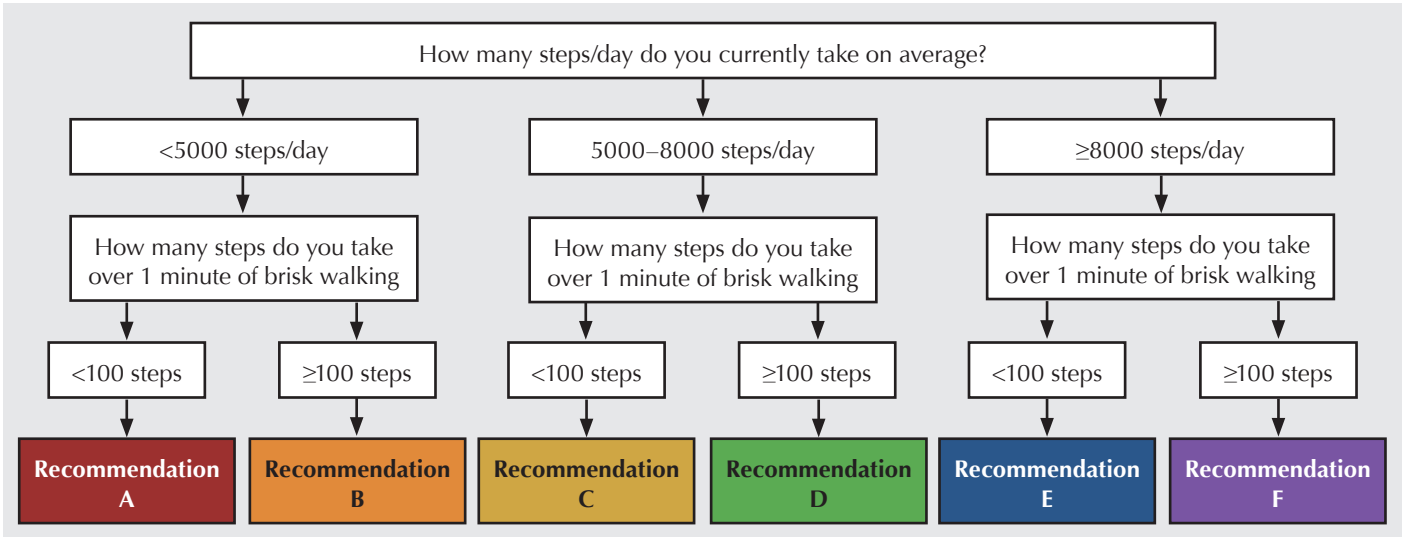 How many steps/day do you currently take on average?
<5000 steps/day
5000–8000 steps/day
≥8000 steps/day
How many steps do you take
over 1 minute of brisk walking
How many steps do you take
over 1 minute of brisk walking
How many steps do you take
over 1 minute of brisk walking
<100 steps
≥100 steps
<100 steps
≥100 steps
<100 steps
≥100 steps
Recommendation
A
Recommendation
B
Recommendation
C
Recommendation
D
Recommendation
E
Recommendation
F